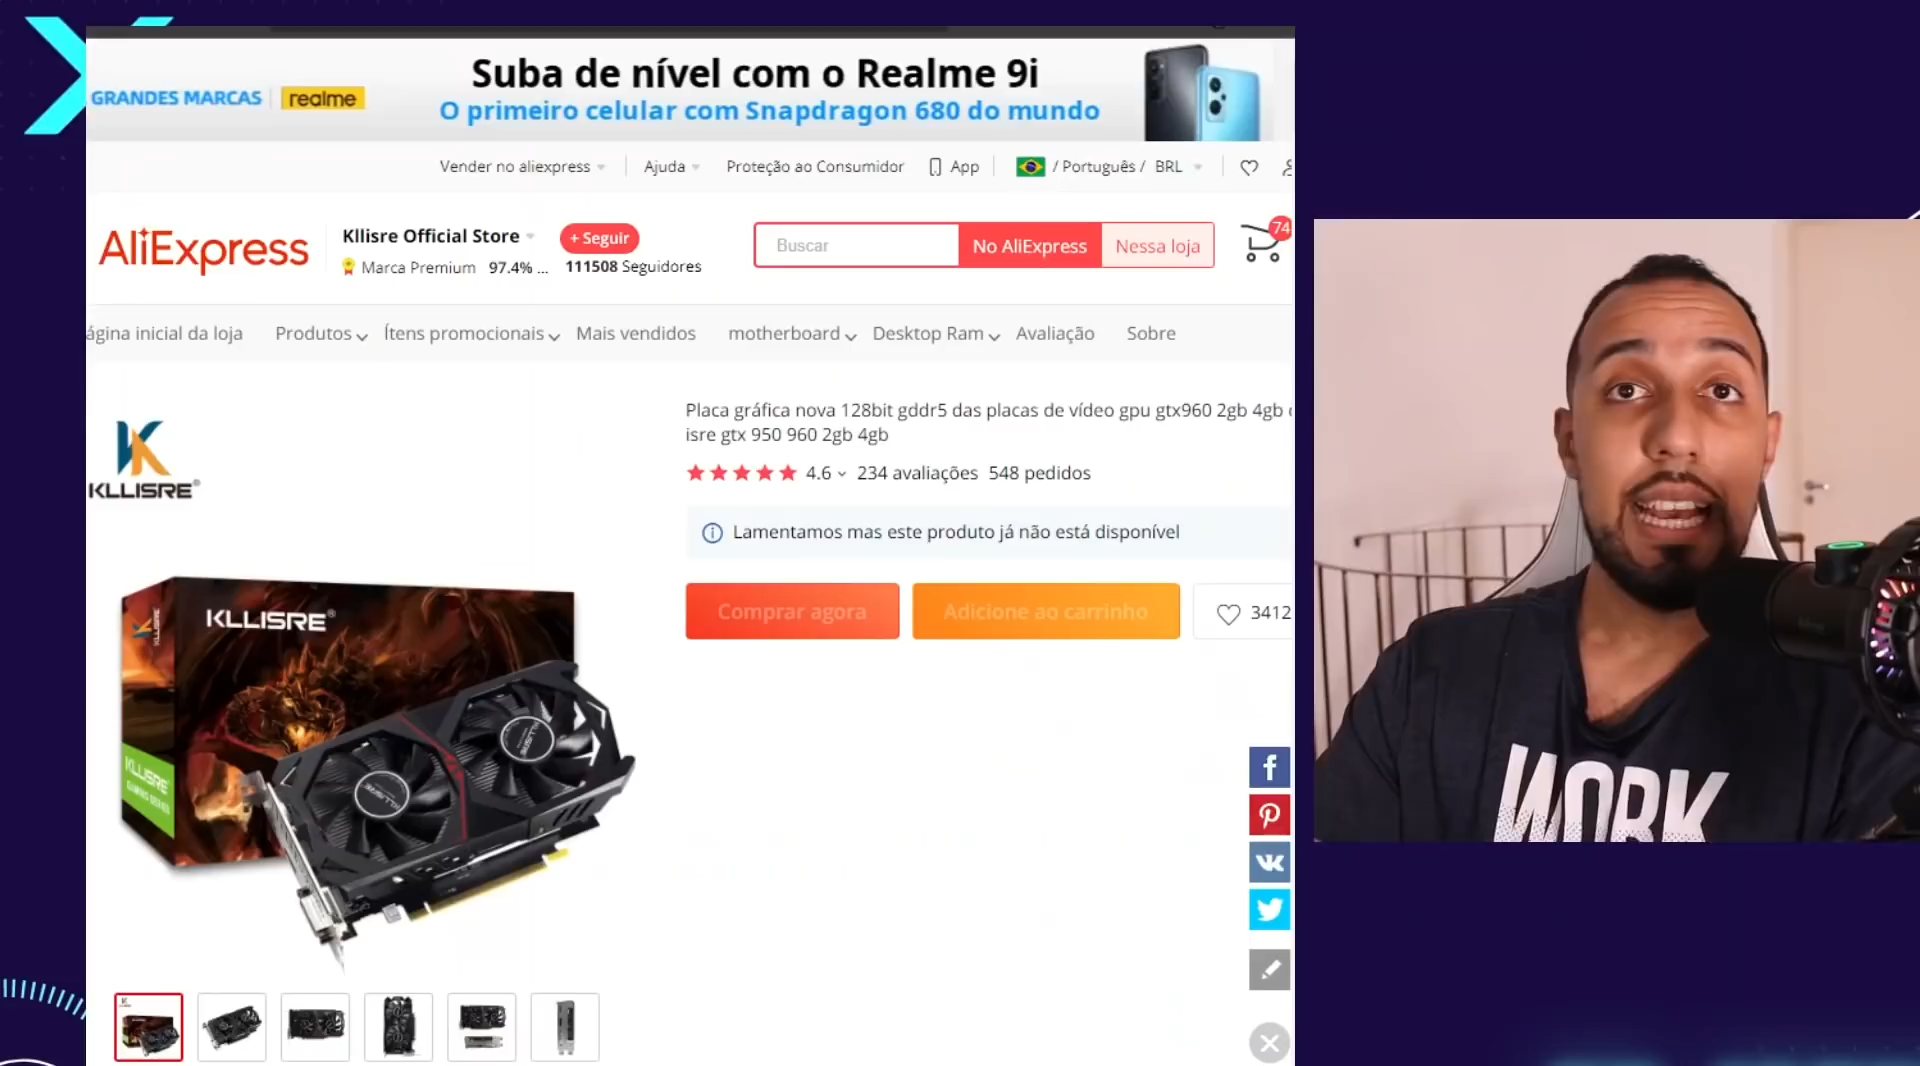 Suba de nível com o Realme 9i
GRANDES MARCAS realme
O primeiro celular com Snapdragon 680 do mundo
Vender no aliexpress Ajuda Proteção ao Consumidor App / Português / BRL
AliExpress
Kllisre Official Store + Seguir
Marca Premium 97.4% ... 111508 Seguidores
Buscar No AliExpress Nessa loja
74
ágina inicial da loja Produtos Ítens promocionais Mais vendidos motherboard Desktop Ram Avaliação Sobre
KLLISRE®
Placa gráfica nova 128bit gddr5 das placas de vídeo gpu gtx960 2gb 4gb
isre gtx 950 960 2gb 4gb
4.6 234 avaliações 548 pedidos
Lamentamos mas este produto já não está disponível
Comprar agora Adicione ao carrinho 3412
KLLISRE®
KLLISRE
GAMING SERIES
KLLISRE
KLLISRE
WORK